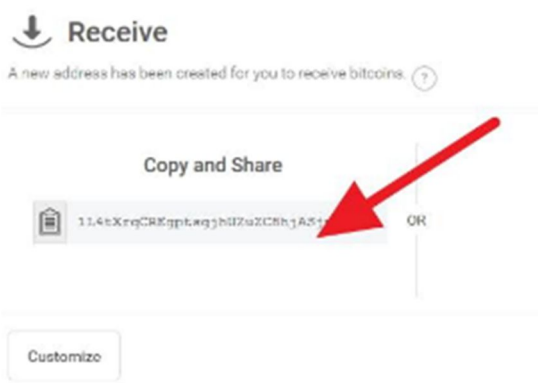 Receive
A new address has been created for you to receive bitcoins. ?
Copy and Share
OR
Customize